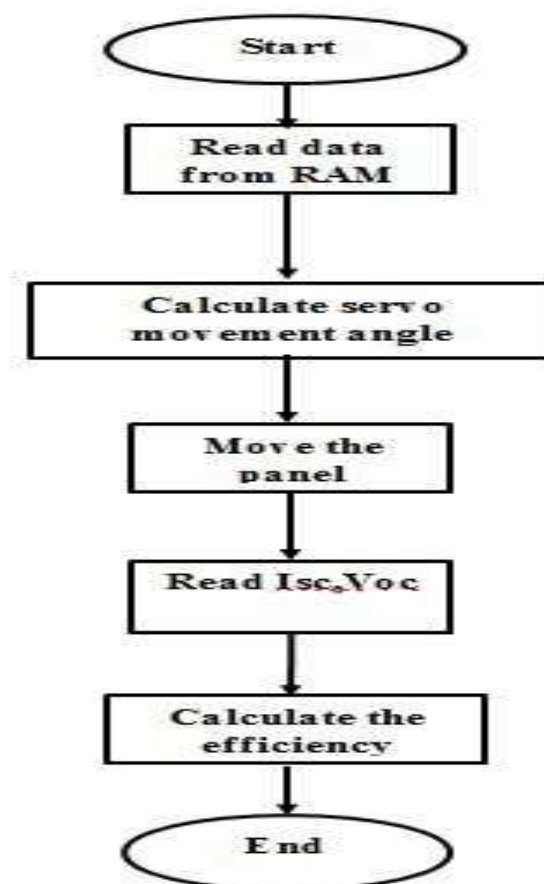 Start
Read data
from RAM
Calculate servo
movement angle
Move the
panel
Read Isc,Voc
Calculate the
efficiency
End